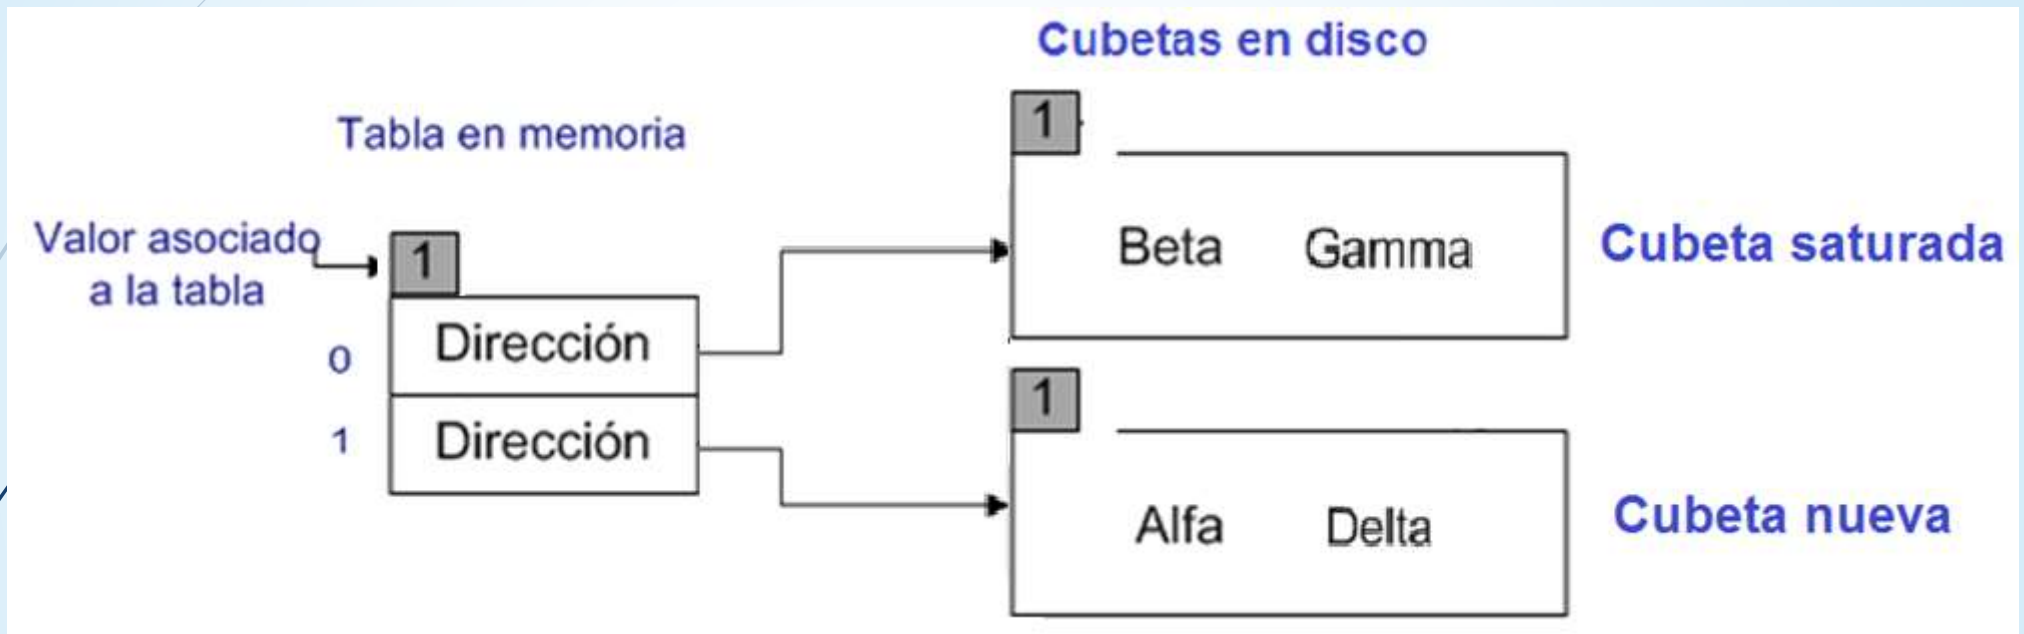 Cubetas en disco
1
Tabla en memoria
Beta Gamma
Cubeta saturada
Valor asociado
a la tabla
1
0
Dirección
1
Dirección
1
Alfa Delta
Cubeta nueva